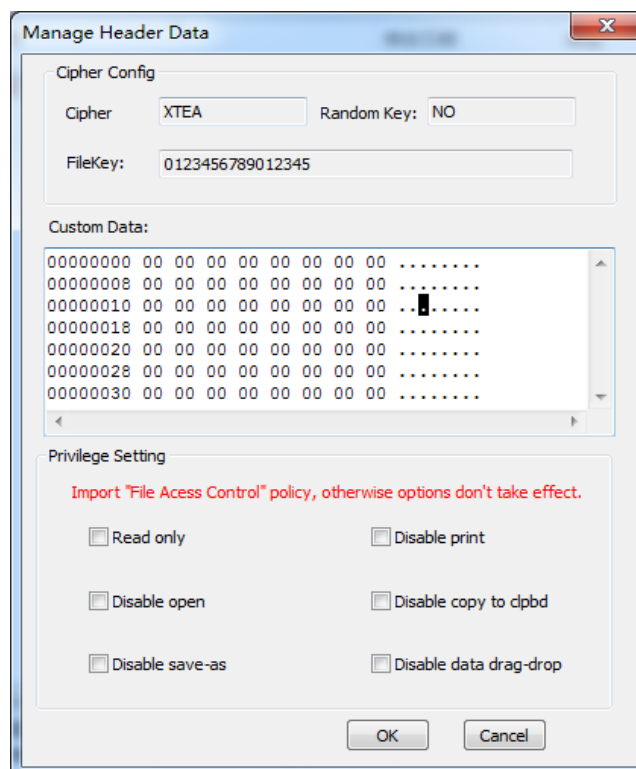 Manage Header Data
Cipher Config
Cipher XTEA Random Key: NO
FileKey: 0123456789012345
Custom Data:
00000000 00 00 00 00 00 00 00 00 ........
00000008 00 00 00 00 00 00 00 00 ........
00000010 00 00 00 00 00 00 00 00 ........
00000018 00 00 00 00 00 00 00 00 ........
00000020 00 00 00 00 00 00 00 00 ........
00000028 00 00 00 00 00 00 00 00 ........
00000030 00 00 00 00 00 00 00 00 ........
Privilege Setting
Import "File Acess Control" policy, otherwise options don't take effect.
Read only Disable print
Disable open Disable copy to clpbd
Disable save-as Disable data drag-drop
OK Cancel